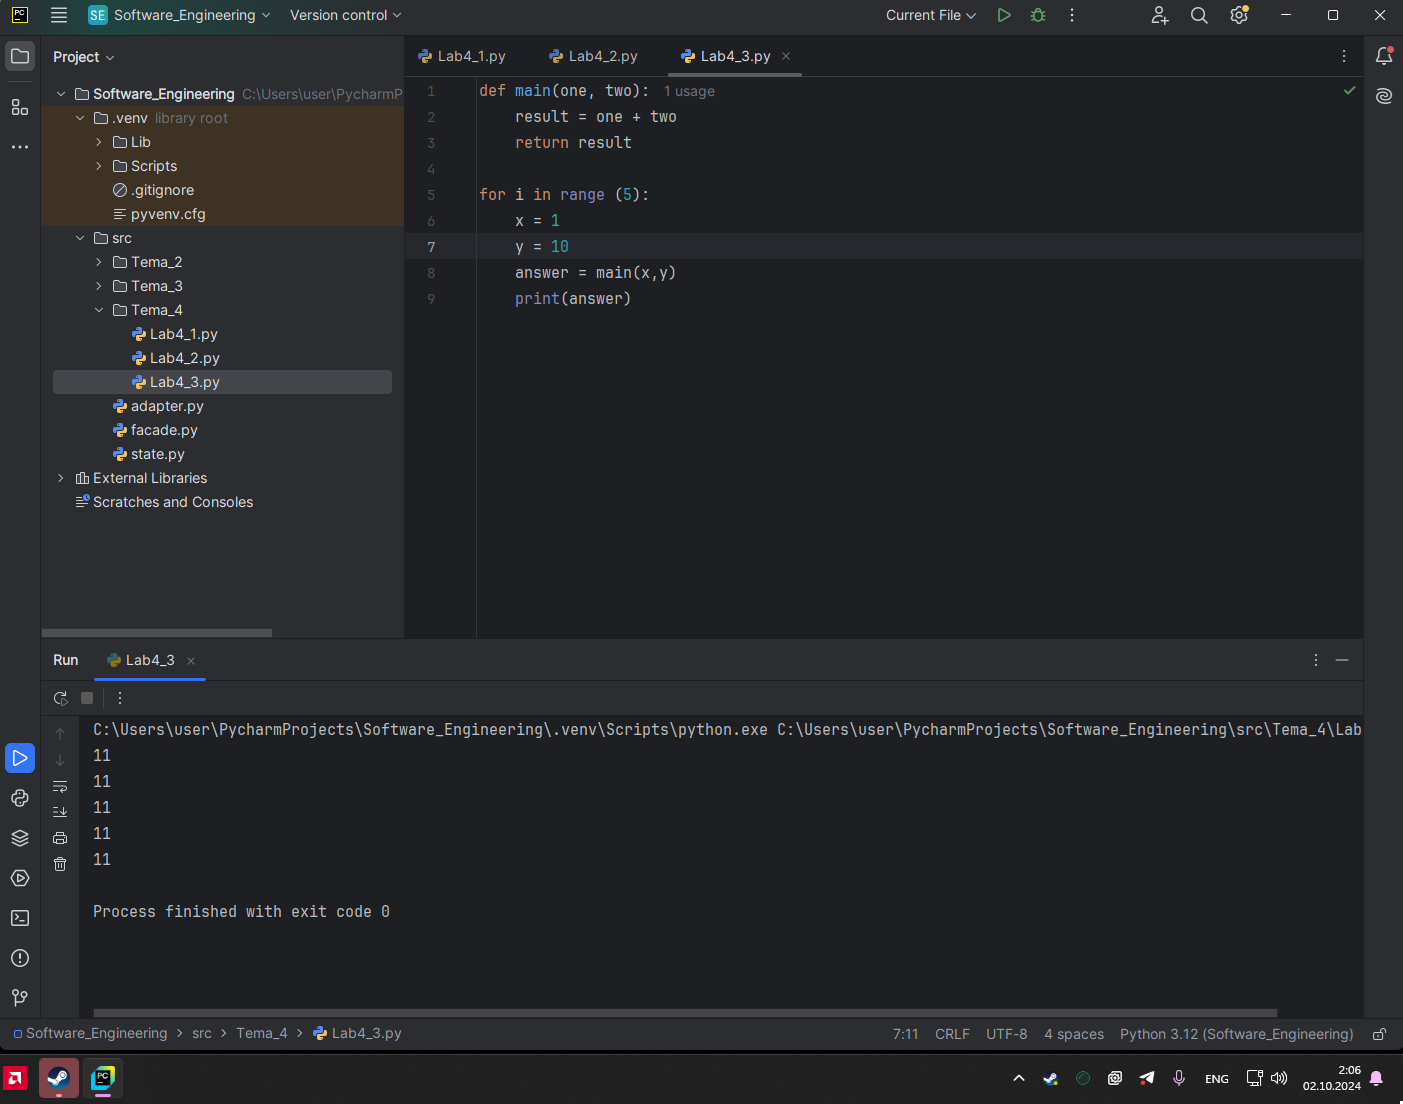 PC SE Software_Engineering Version control Current File
Project
Lab4_1.py Lab4_2.py Lab4_3.py
Software_Engineering C:\Users\user\PycharmP
.venv library root
Lib
Scripts
.gitignore
pyvenv.cfg
src
Tema_2
Tema_3
Tema_4
Lab4_1.py
Lab4_2.py
Lab4_3.py
adapter.py
facade.py
state.py
External Libraries
Scratches and Consoles
1 def main(one, two): 1 usage
2     result = one + two
3     return result
4
5 for i in range (5):
6     x = 1
7     y = 10
8     answer = main(x,y)
9     print(answer)
Run Lab4_3
C:\Users\user\PycharmProjects\Software_Engineering\.venv\Scripts\python.exe C:\Users\user\PycharmProjects\Software_Engineering\src\Tema_4\Lab
11
11
11
11
11
Process finished with exit code 0
Software_Engineering > src > Tema_4 > Lab4_3.py 7:11 CRLF UTF-8 4 spaces Python 3.12 (Software_Engineering)
PC ENG 2:06
02.10.2024